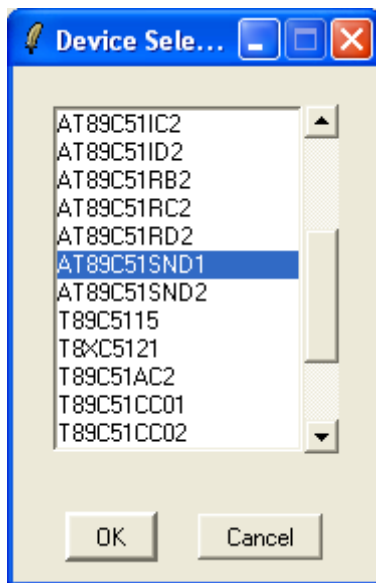 Device Sele...
AT89C51IC2
AT89C51ID2
AT89C51RB2
AT89C51RC2
AT89C51RD2
AT89C51SND1
AT89C51SND2
T89C5115
T8XC5121
T89C51AC2
T89C51CC01
T89C51CC02
OK Cancel